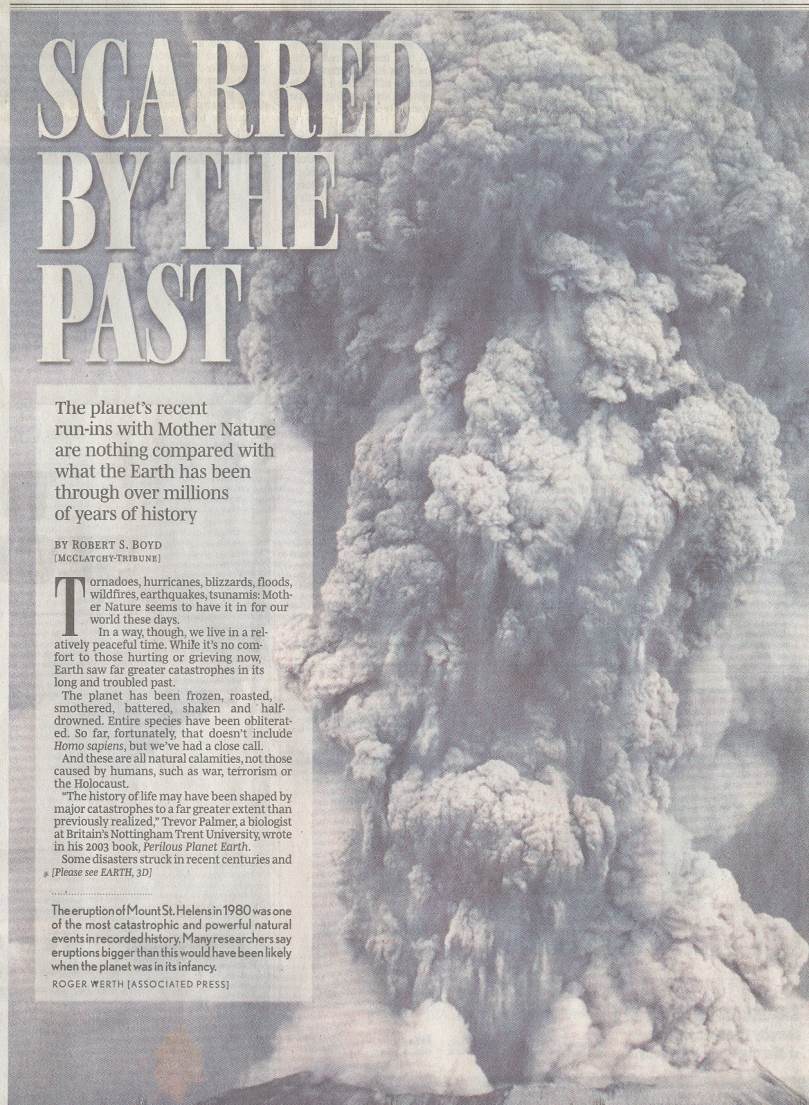 SCARRED
BY THE
PAST
The planet's recent
run-ins with Mother Nature
are nothing compared with
what the Earth has been
through over millions
of years of history
BY ROBERT S. BOYD
[MCCLATCHY-TRIBUNE]
Tornadoes, hurricanes, blizzards, floods,
wildfires, earthquakes, tsunamis: Moth-
er Nature seems to have it in for our
world these days.
In a way, though, we live in a rel-
atively peaceful time. While it's no com-
fort to those hurting or grieving now,
Earth saw far greater catastrophes in its
long and troubled past.
The planet has been frozen, roasted,
smothered, battered, shaken and half-
drowned. Entire species have been obliterat-
ed. So far, fortunately, that doesn't include
Homo sapiens, but we've had a close call.
And these are all natural calamities, not those
caused by humans, such as war, terrorism or
the Holocaust.
"The history of life may have been shaped by
major catastrophes to a far greater extent than
previously realized," Trevor Palmer, a biologist
at Britain's Nottingham Trent University, wrote
in his 2003 book, Perilous Planet Earth.
Some disasters struck in recent centuries and
[Please see EARTH, 3D]
The eruption of Mount St. Helens in 1980 was one
of the most catastrophic and powerful natural
events in recorded history. Many researchers say
eruptions bigger than this would have been likely
when the planet was in its infancy.
ROGER WERTH [ASSOCIATED PRESS]